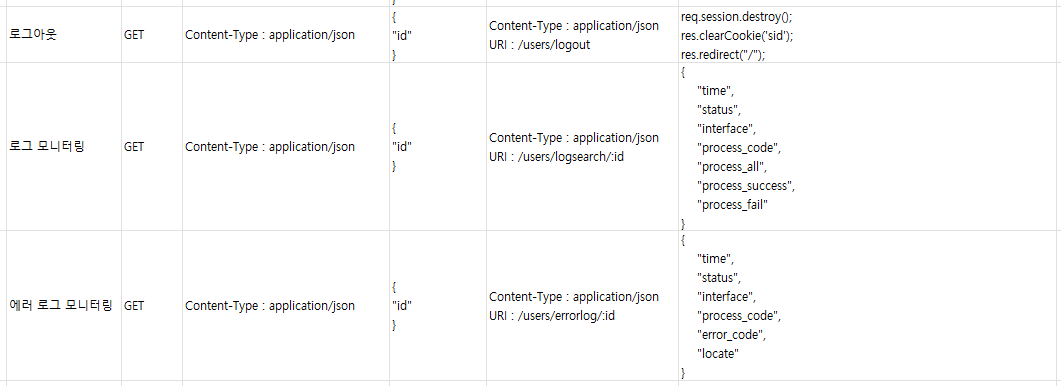 }
로그아웃 GET Content-Type : application/json
{
"id"
}
Content-Type : application/json
URI : /users/logout
req.session.destroy();
res.clearCookie('sid');
res.redirect("/");
로그 모니터링 GET Content-Type : application/json
{
"id"
}
Content-Type : application/json
URI : /users/logsearch/:id
{
"time",
"status",
"interface",
"process_code",
"process_all",
"process_success",
"process_fail"
}
에러 로그 모니터링 GET Content-Type : application/json
{
"id"
}
Content-Type : application/json
URI : /users/errorlog/:id
{
"time",
"status",
"interface",
"process_code",
"error_code",
"locate"
}